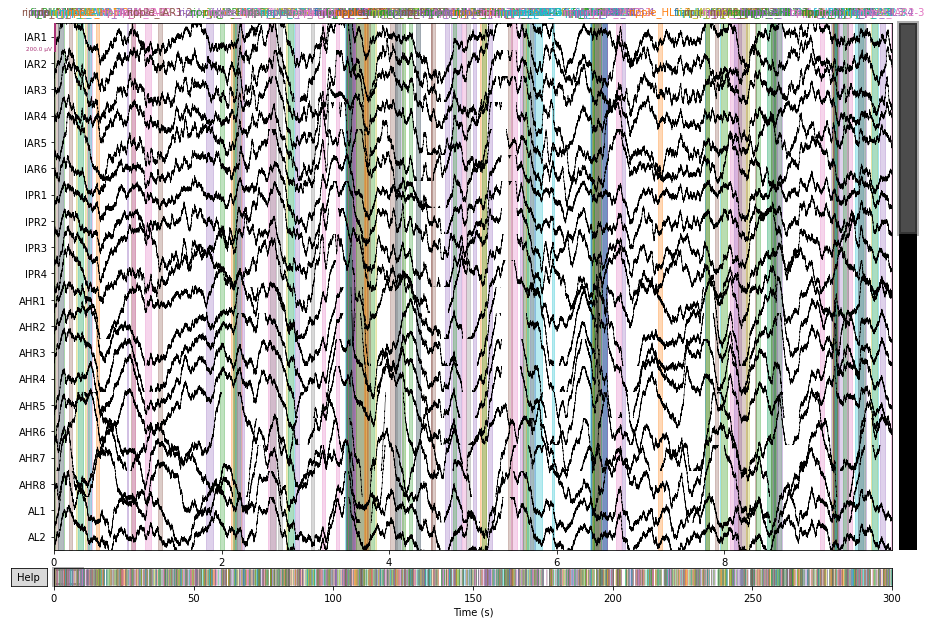 IAR1
200.0 µV
IAR2
IAR3
IAR4
IAR5
IAR6
IPR1
IPR2
IPR3
IPR4
AHR1
AHR2
AHR3
AHR4
AHR5
AHR6
AHR7
AHR8
AL1
AL2
0 2 4 6 8
Help
0 50 100 150 200 250 300
Time (s)